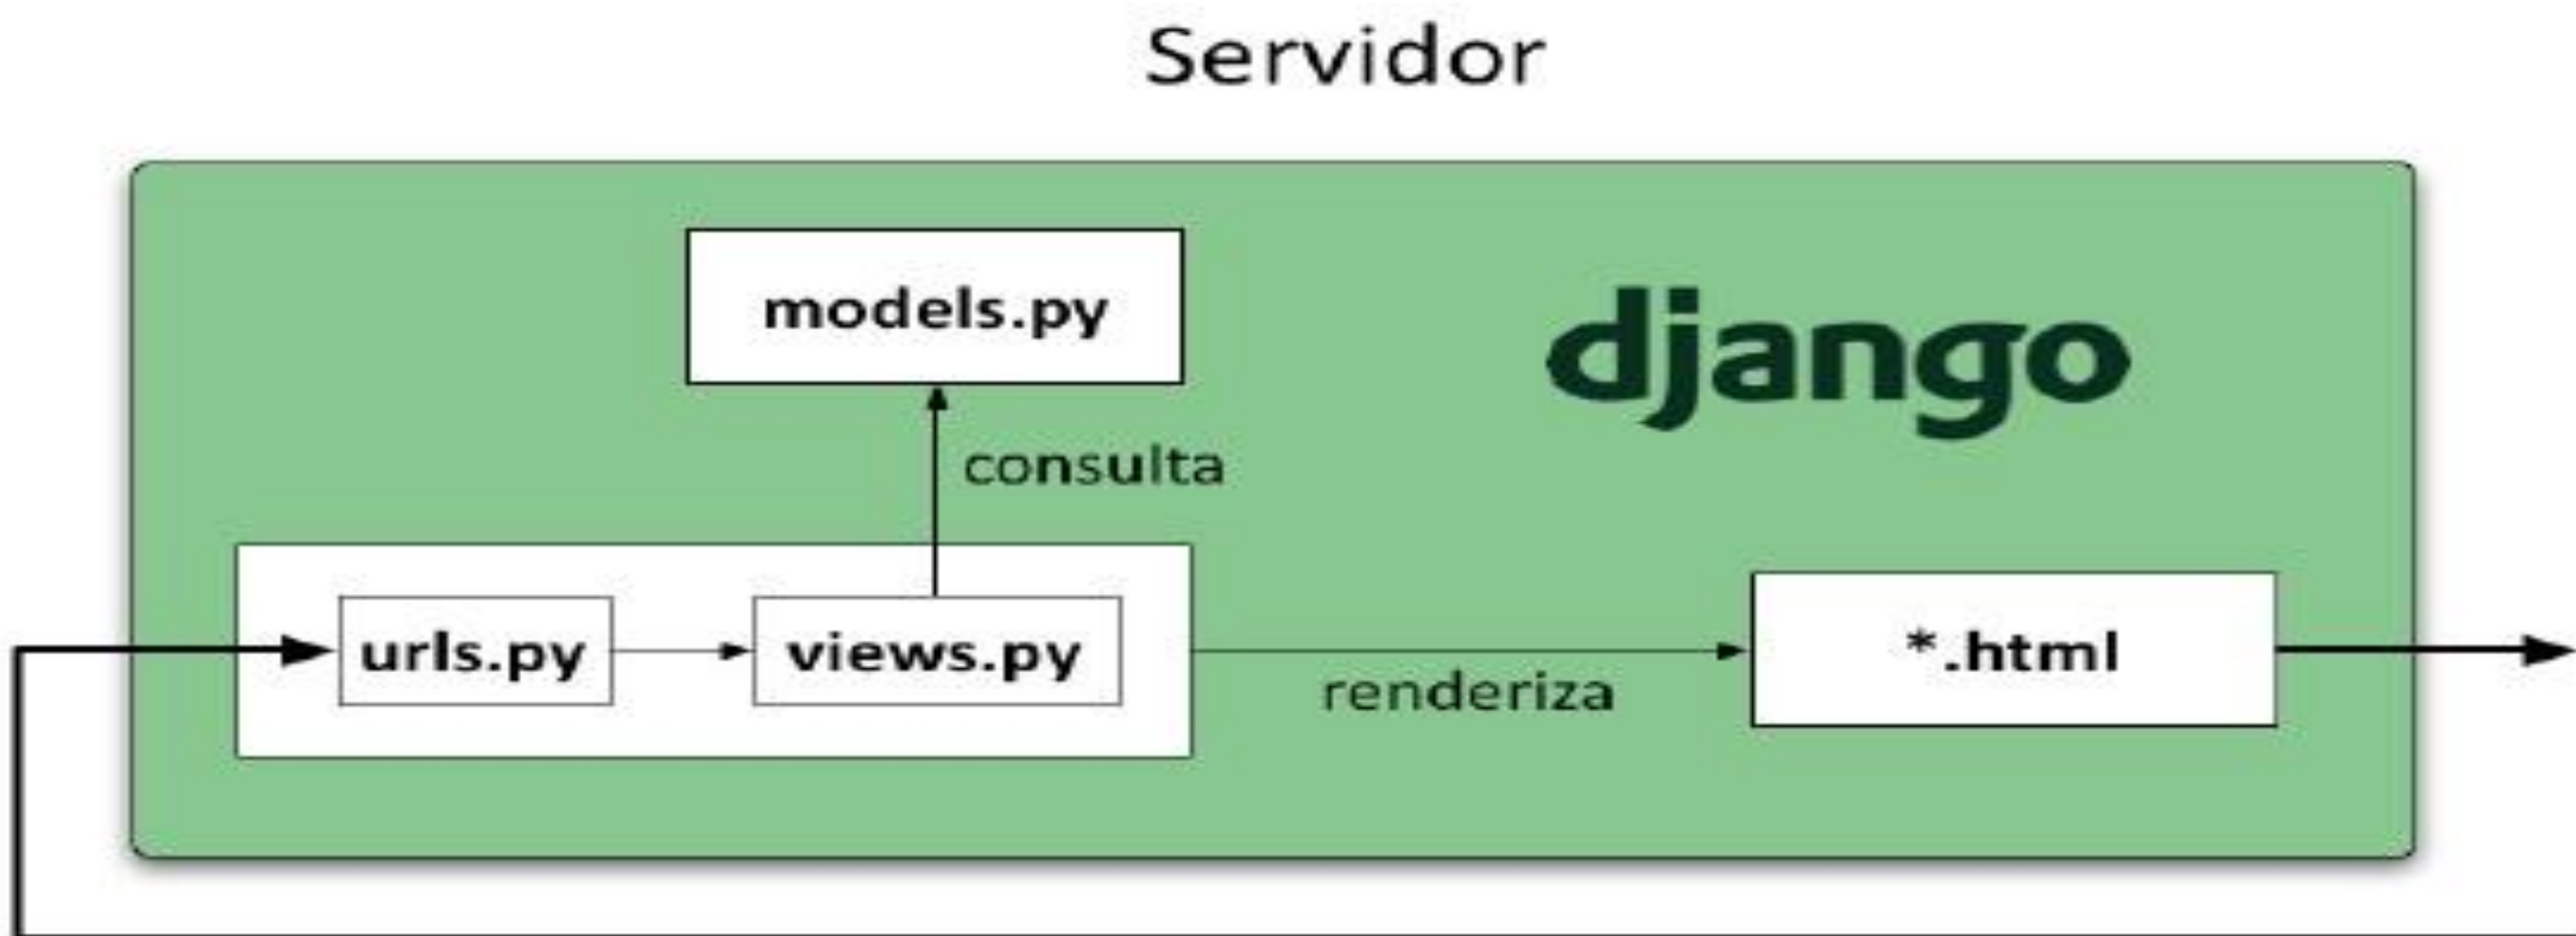 Servidor
models.py
django
consulta
urls.py
views.py
renderiza
*.html